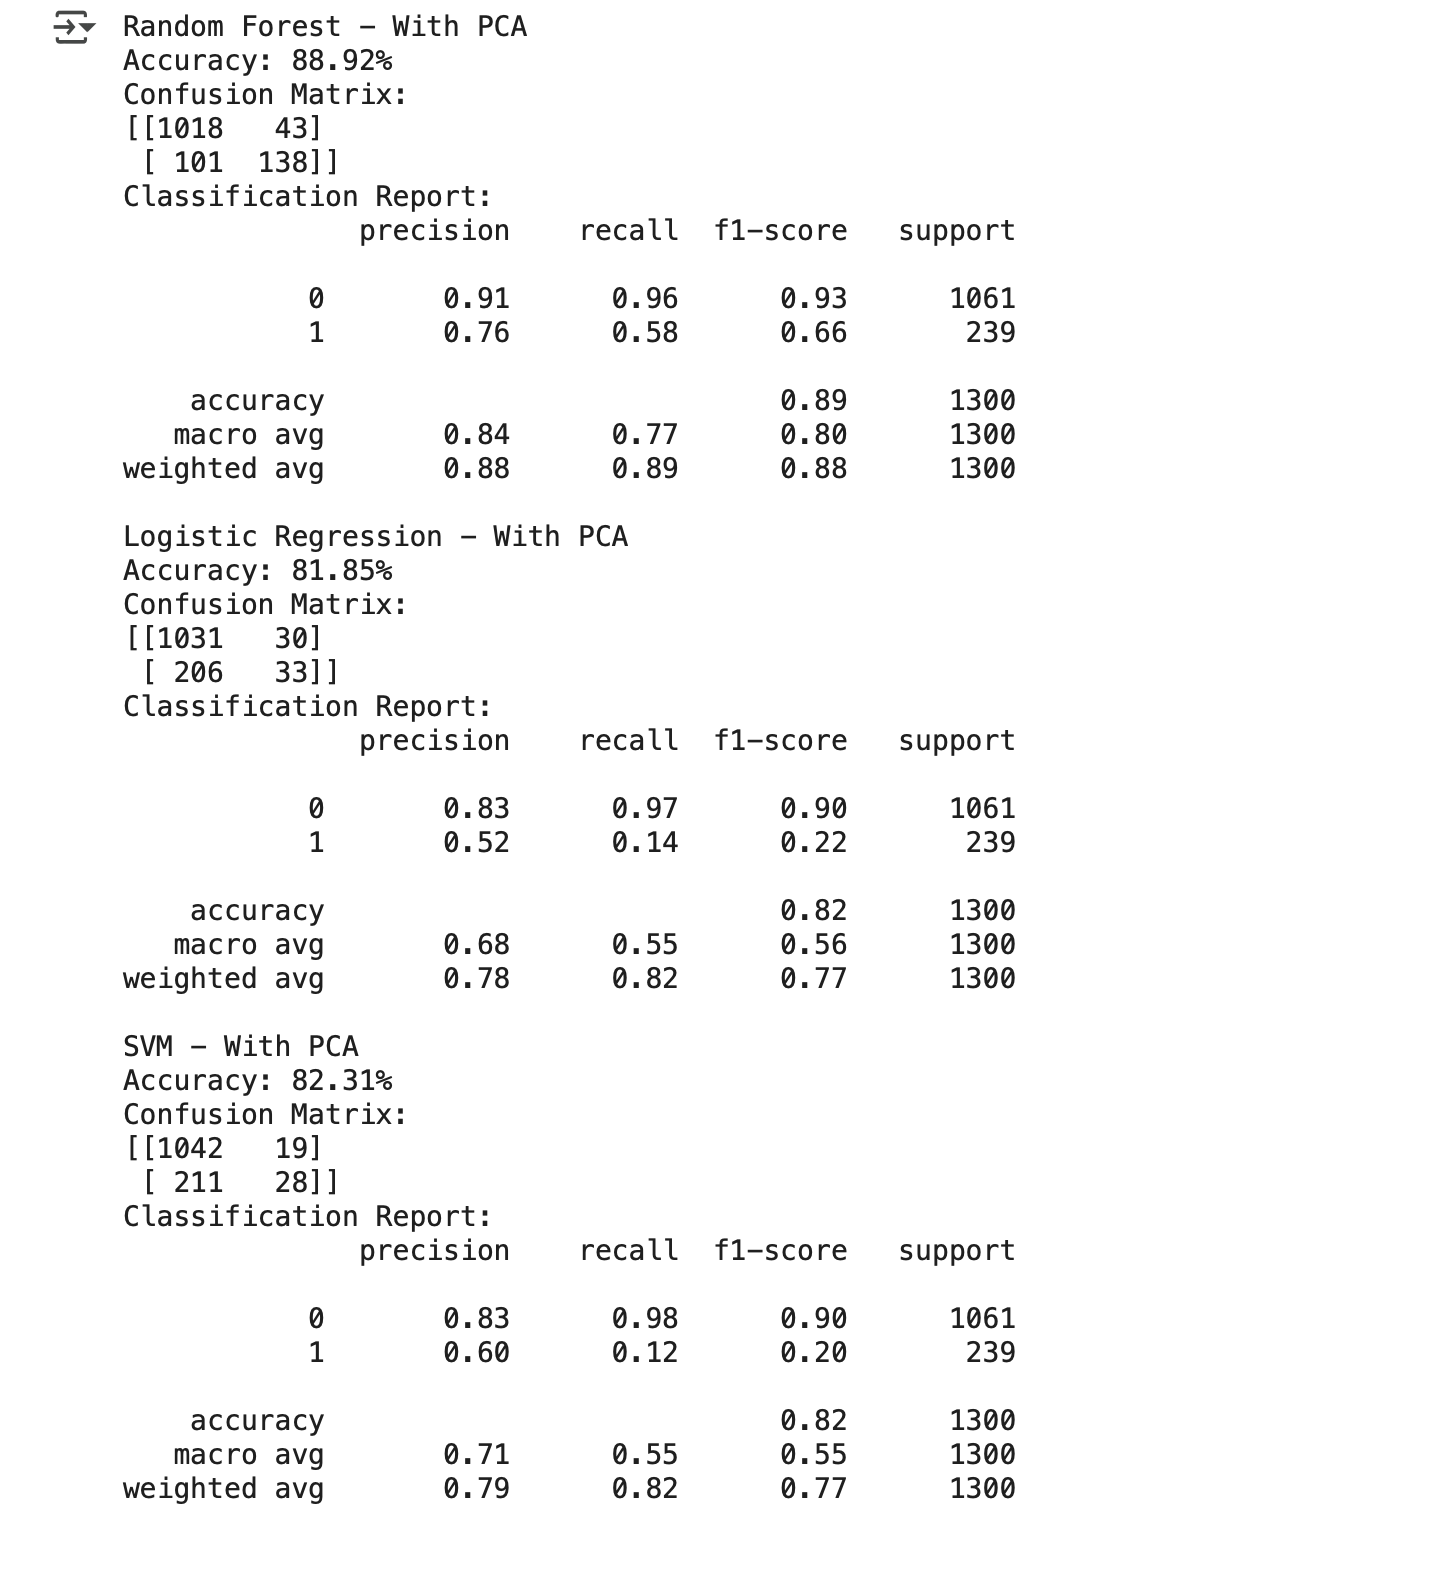 Random Forest – With PCA
Accuracy: 88.92%
Confusion Matrix:
[[1018   43]
 [ 101  138]]
Classification Report:
              precision    recall  f1-score   support

           0       0.91      0.96      0.93      1061
           1       0.76      0.58      0.66       239

    accuracy                           0.89      1300
   macro avg       0.84      0.77      0.80      1300
weighted avg       0.88      0.89      0.88      1300

Logistic Regression – With PCA
Accuracy: 81.85%
Confusion Matrix:
[[1031   30]
 [ 206   33]]
Classification Report:
              precision    recall  f1-score   support

           0       0.83      0.97      0.90      1061
           1       0.52      0.14      0.22       239

    accuracy                           0.82      1300
   macro avg       0.68      0.55      0.56      1300
weighted avg       0.78      0.82      0.77      1300

SVM – With PCA
Accuracy: 82.31%
Confusion Matrix:
[[1042   19]
 [ 211   28]]
Classification Report:
              precision    recall  f1-score   support

           0       0.83      0.98      0.90      1061
           1       0.60      0.12      0.20       239

    accuracy                           0.82      1300
   macro avg       0.71      0.55      0.55      1300
weighted avg       0.79      0.82      0.77      1300